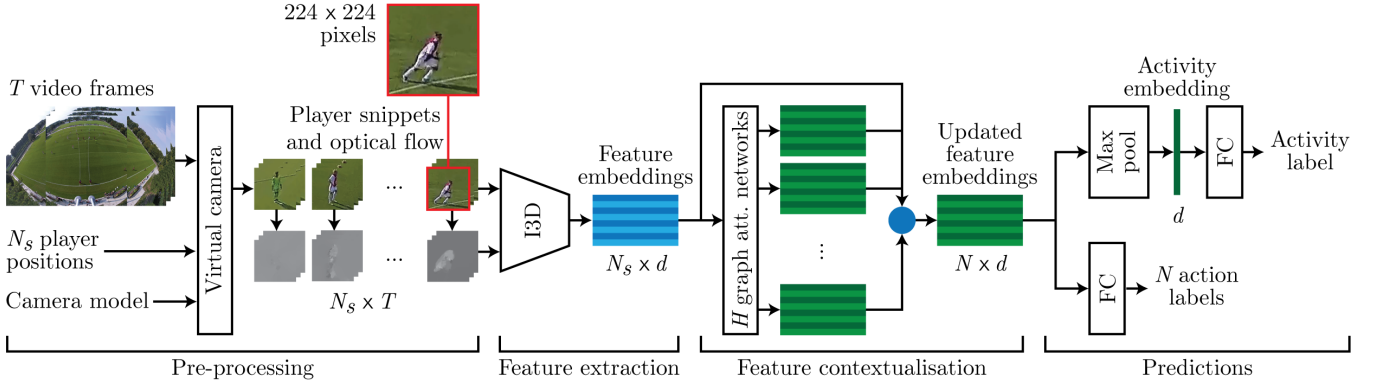 224 × 224
pixels
T video frames
N_s player
positions
Camera model
Virtual camera
Player snippets
and optical flow
...
...
N_s × T
I3D
Feature
embeddings
N_s × d
H graph att. networks
...
Updated
feature
embeddings
N × d
Max
pool
Activity
embedding
d
FC
Activity
label
FC
N action
labels
Pre-processing
Feature extraction
Feature contextualisation
Predictions